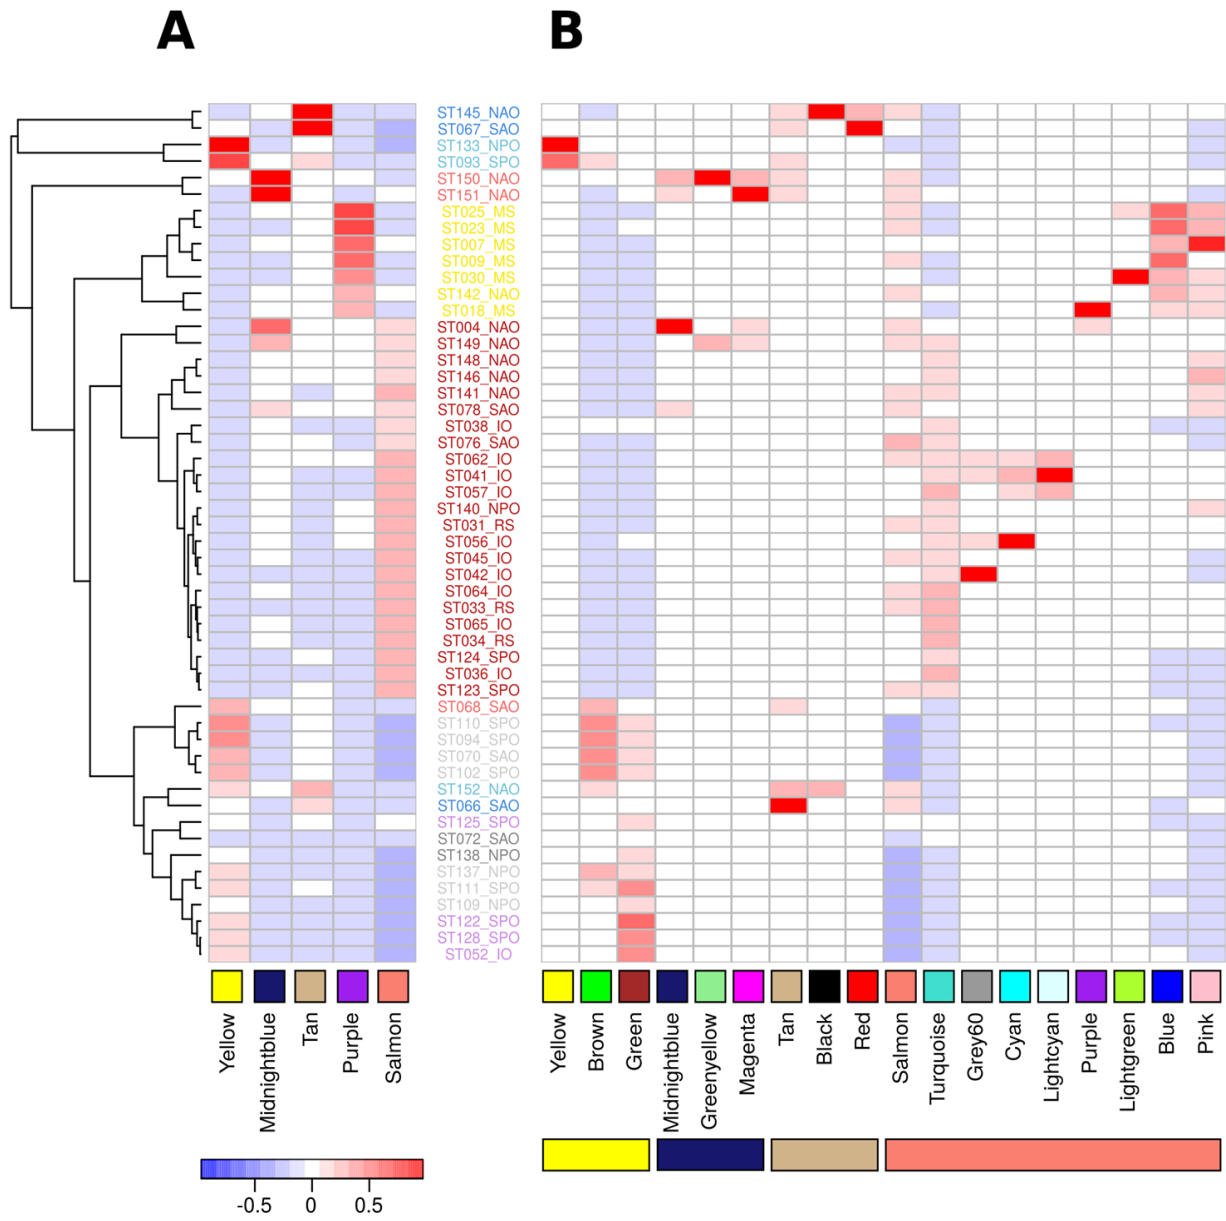 A B
ST145_NAO
ST067_SAO
ST133_NPO
ST093_SPO
ST150_NAO
ST151_NAO
ST025_MS
ST023_MS
ST007_MS
ST009_MS
ST030_MS
ST142_NAO
ST018_MS
ST004_NAO
ST149_NAO
ST148_NAO
ST146_NAO
ST141_NAO
ST078_SAO
ST038_IO
ST076_SAO
ST062_IO
ST041_IO
ST057_IO
ST140_NPO
ST031_RS
ST056_IO
ST045_IO
ST042_IO
ST064_IO
ST033_RS
ST065_IO
ST034_RS
ST124_SPO
ST036_IO
ST123_SPO
ST068_SAO
ST110_SPO
ST094_SPO
ST070_SAO
ST102_SPO
ST152_NAO
ST066_SAO
ST125_SPO
ST072_SAO
ST138_NPO
ST137_NPO
ST111_SPO
ST109_NPO
ST122_SPO
ST128_SPO
ST052_IO
Yellow
Midnightblue
Tan
Purple
Salmon
Yellow
Brown
Green
Midnightblue
Greenyellow
Magenta
Tan
Black
Red
Salmon
Turquoise
Grey60
Cyan
Lightcyan
Purple
Lightgreen
Blue
Pink
-0.5 0 0.5